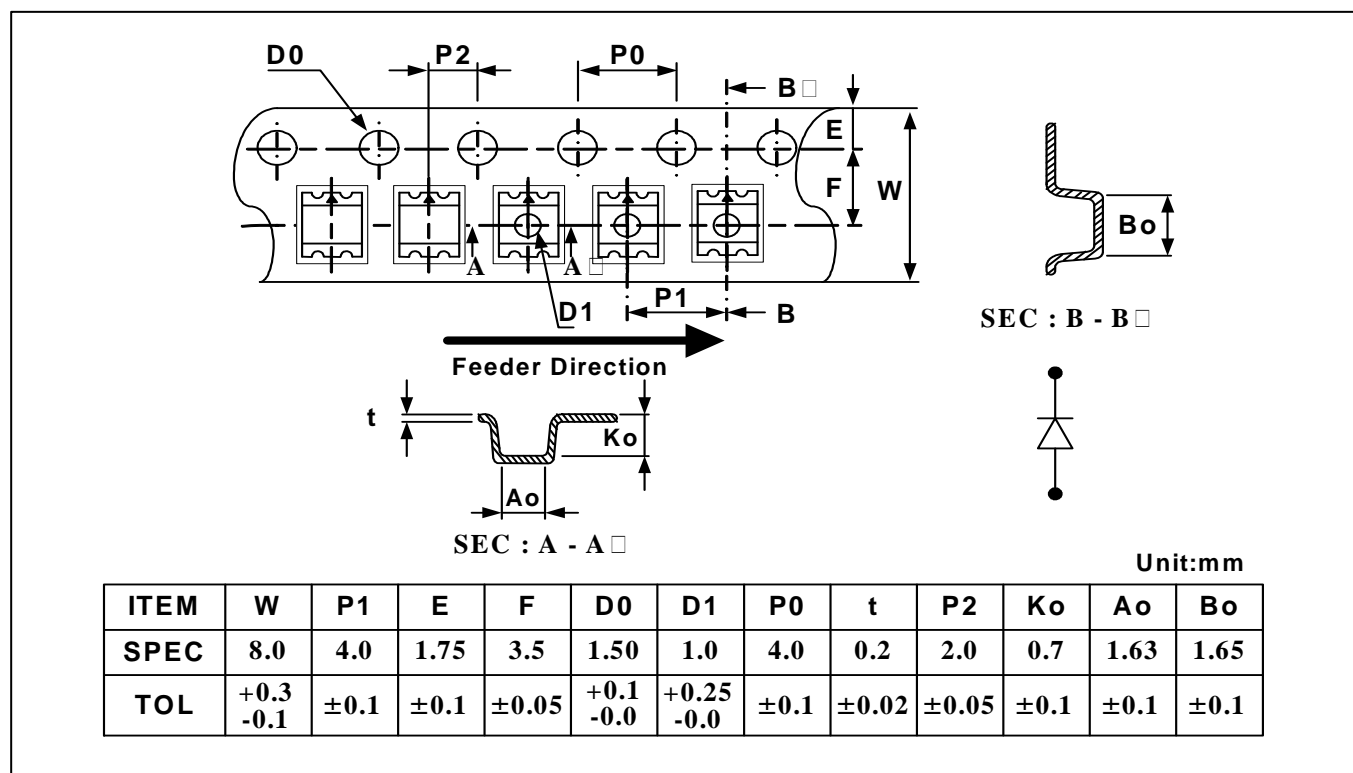 D0
P2
P0
B□
E
F
W
A
A□
D1
P1
B
Bo
SEC : B - B□
Feeder Direction
t
Ko
Ao
SEC : A - A□
Unit:mm
ITEM W P1 E F D0 D1 P0 t P2 Ko Ao Bo
SPEC 8.0 4.0 1.75 3.5 1.50 1.0 4.0 0.2 2.0 0.7 1.63 1.65
TOL +0.3 -0.1 ±0.1 ±0.1 ±0.05 +0.1 -0.0 +0.25 -0.0 ±0.1 ±0.02 ±0.05 ±0.1 ±0.1 ±0.1